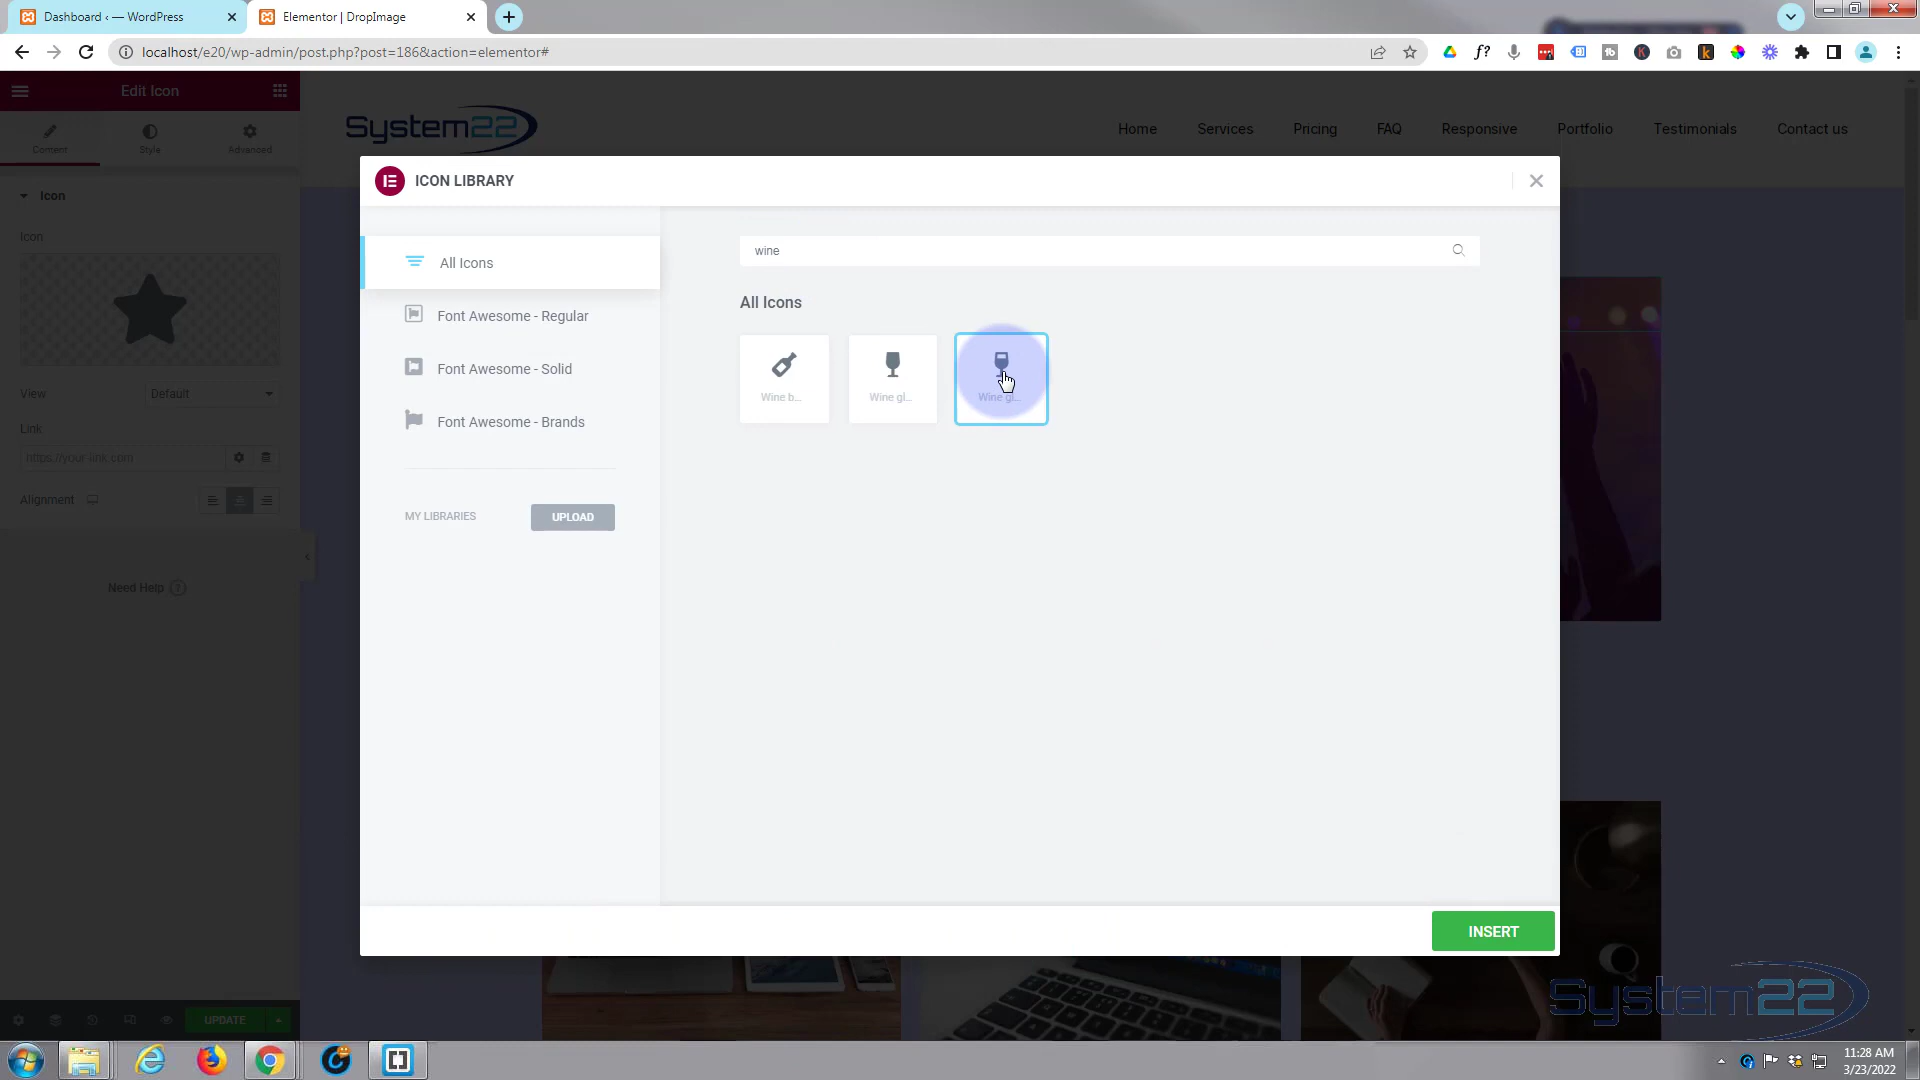 Dashboard ‹ — WordPress
Elementor | DropImage
localhost/e20/wp-admin/post.php?post=186&action=elementor#
Edit Icon
Content
Style
Advanced
Icon
Icon
View
Default
Link
https://your-link.com
Alignment
Need Help
UPDATE
System22
Home
Services
Pricing
FAQ
Responsive
Portfolio
Testimonials
Contact us
ICON LIBRARY
All Icons
Font Awesome - Regular
Font Awesome - Solid
Font Awesome - Brands
MY LIBRARIES
UPLOAD
wine
All Icons
Wine b...
Wine gl...
Wine gl...
INSERT
System22
11:28 AM
3/23/2022